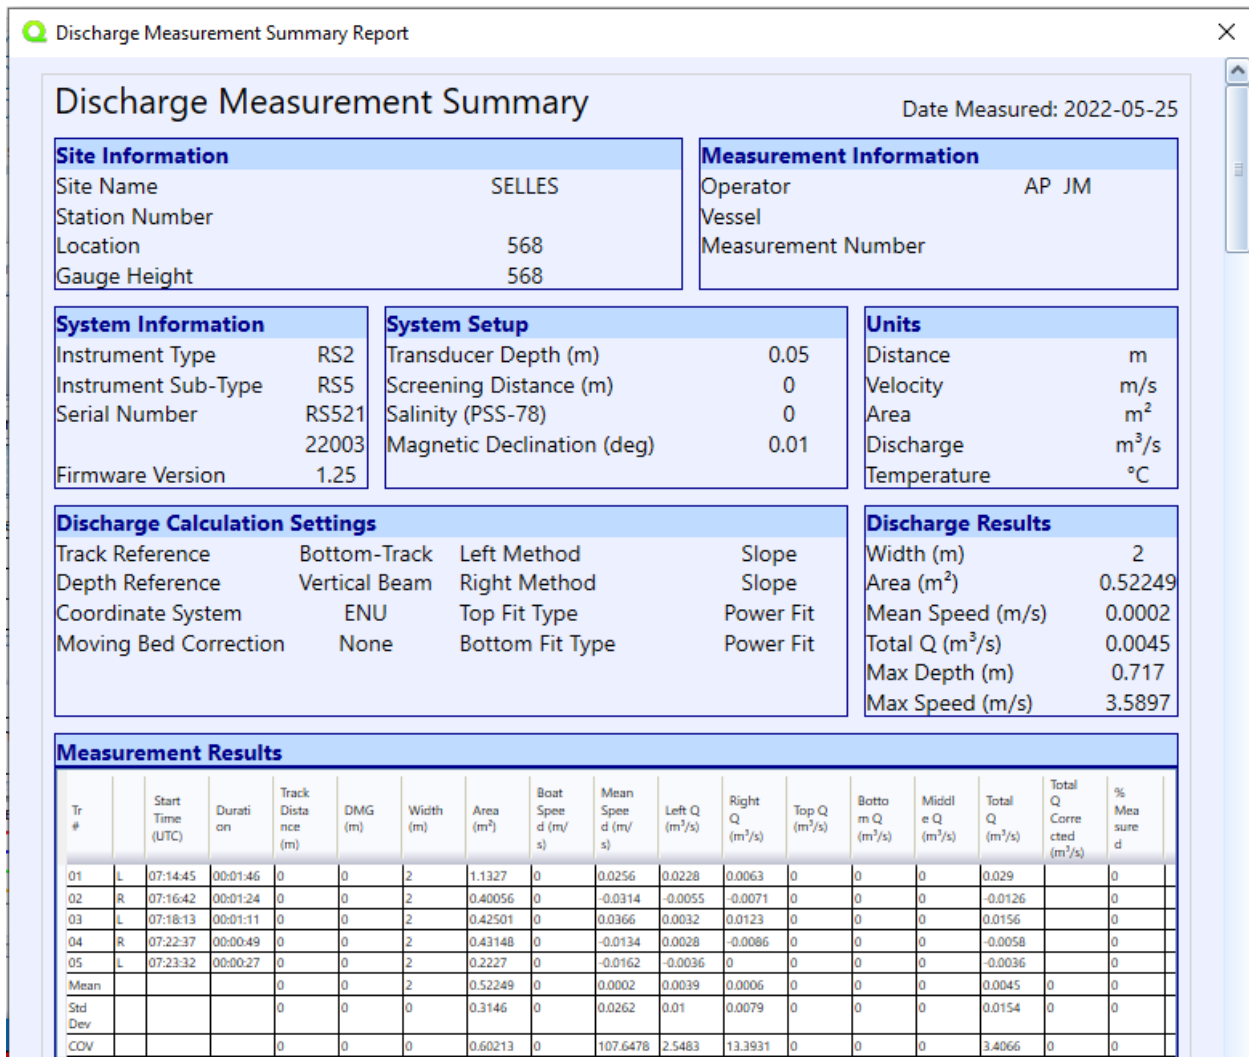 Discharge Measurement Summary Report
Discharge Measurement Summary
Date Measured: 2022-05-25
Site Information
Site Name SELLES
Station Number
Location 568
Gauge Height 568
Measurement Information
Operator AP JM
Vessel
Measurement Number
System Information
Instrument Type RS2
Instrument Sub-Type RS5
Serial Number RS521
22003
Firmware Version 1.25
System Setup
Transducer Depth (m) 0.05
Screening Distance (m) 0
Salinity (PSS-78) 0
Magnetic Declination (deg) 0.01
Units
Distance m
Velocity m/s
Area m²
Discharge m³/s
Temperature °C
Discharge Calculation Settings
Track Reference Bottom-Track Left Method Slope
Depth Reference Vertical Beam Right Method Slope
Coordinate System ENU Top Fit Type Power Fit
Moving Bed Correction None Bottom Fit Type Power Fit
Discharge Results
Width (m) 2
Area (m²) 0.52249
Mean Speed (m/s) 0.0002
Total Q (m³/s) 0.0045
Max Depth (m) 0.717
Max Speed (m/s) 3.5897
Measurement Results
Tr
#
Start
Time
(UTC)
Durati
on
Track
Dista
nce
(m)
DMG
(m)
Width
(m)
Area
(m²)
Boat
Spee
d (m/
s)
Mean
Spee
d (m/
s)
Left Q
(m³/s)
Right
Q
(m³/s)
Top Q
(m³/s)
Botto
m Q
(m³/s)
Middl
e Q
(m³/s)
Total
Q
(m³/s)
Total
Q
Corre
cted
(m³/s)
%
Mea
sure
d
01 L 07:14:45 00:01:46 0 0 2 1.1327 0 0.0256 0.0228 0.0063 0 0 0 0.029 0
02 R 07:16:42 00:01:24 0 0 2 0.40056 0 -0.0314 -0.0055 -0.0071 0 0 0 -0.0126 0
03 L 07:18:13 00:01:11 0 0 2 0.42501 0 0.0366 0.0032 0.0123 0 0 0 0.0156 0
04 R 07:22:37 00:00:49 0 0 2 0.43148 0 -0.0134 0.0028 -0.0086 0 0 0 -0.0058 0
05 L 07:23:32 00:00:27 0 0 2 0.2227 0 -0.0162 -0.0036 0 0 0 0 -0.0036 0
Mean 0 0 2 0.52249 0 0.0002 0.0039 0.0006 0 0 0 0.0045 0 0
Std
Dev 0 0 0 0.3146 0 0.0262 0.01 0.0079 0 0 0 0.0154 0 0
COV 0 0 0 0.60213 0 107.6478 2.5483 13.3931 0 0 0 3.4066 0 0